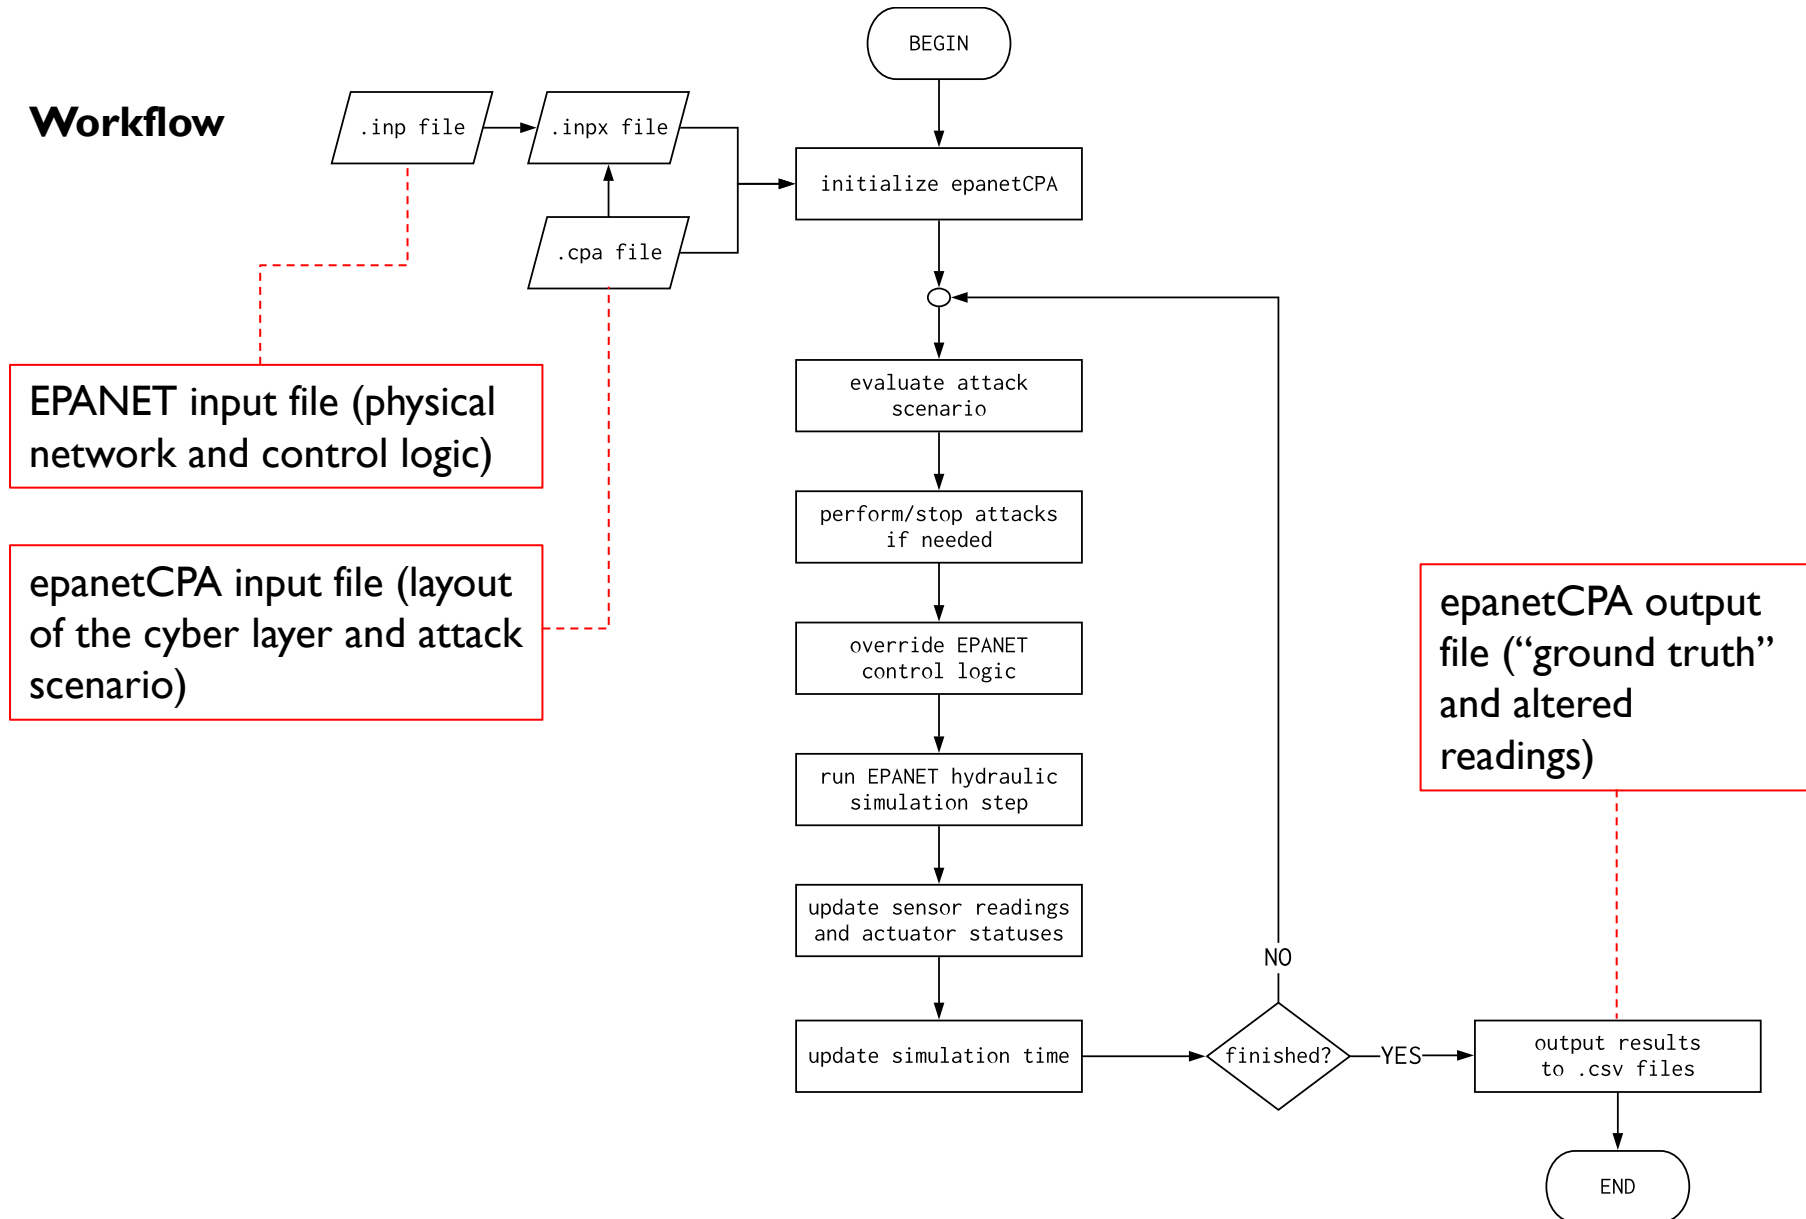 BEGIN
Workflow
.inp file
.inpx file
initialize epanetCPA
.cpa file
EPANET input file (physical
network and control logic)
evaluate attack
scenario
perform/stop attacks
if needed
epanetCPA input file (layout
of the cyber layer and attack
scenario)
override EPANET
control logic
epanetCPA output
file (“ground truth”
and altered
readings)
run EPANET hydraulic
simulation step
update sensor readings
and actuator statuses
NO
update simulation time
finished?
YES
output results
to .csv files
END